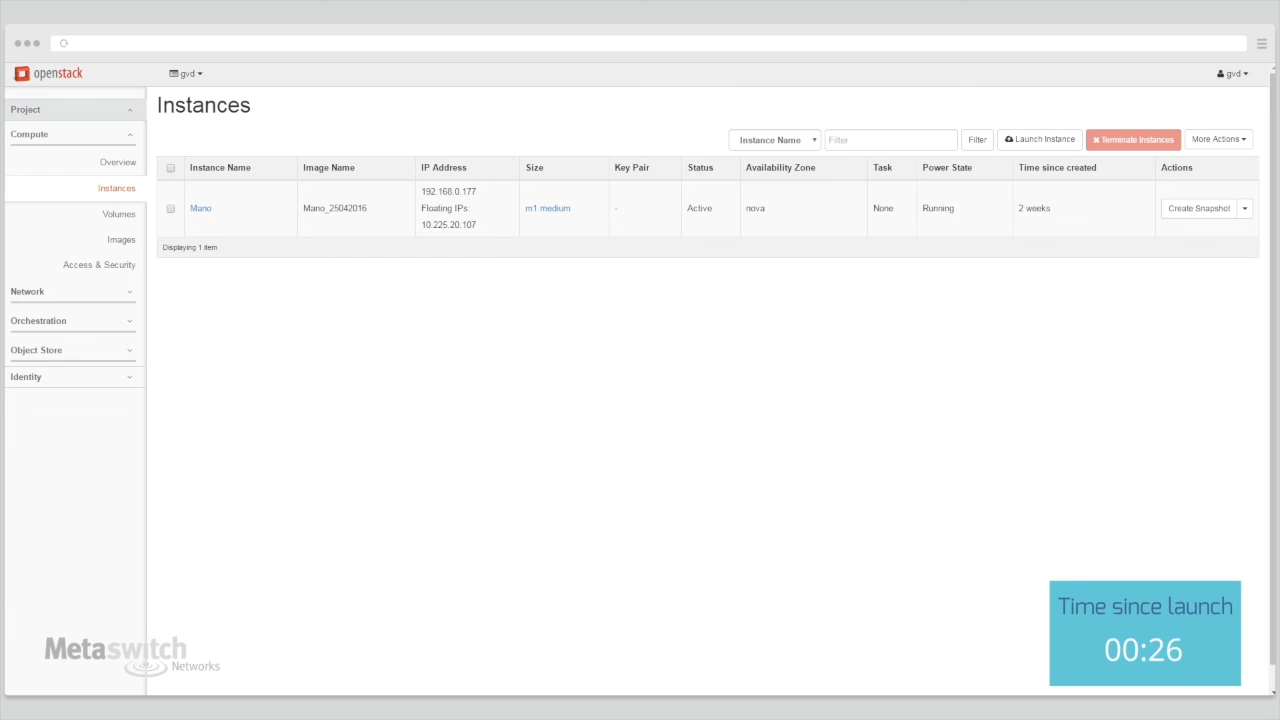 openstack
gvd
gvd
Project
Compute
Overview
Instances
Volumes
Images
Access & Security
Network
Orchestration
Object Store
Identity
Instances
Instance Name
Filter
Filter
Launch Instance
Terminate Instances
More Actions
Instance Name Image Name IP Address Size Key Pair Status Availability Zone Task Power State Time since created Actions
192.168.0.177
Mano Mano_25042016 Floating IPs: m1.medium - Active nova None Running 2 weeks Create Snapshot
10.225.20.107
Displaying 1 item
Time since launch
00:26
Metaswitch
Networks